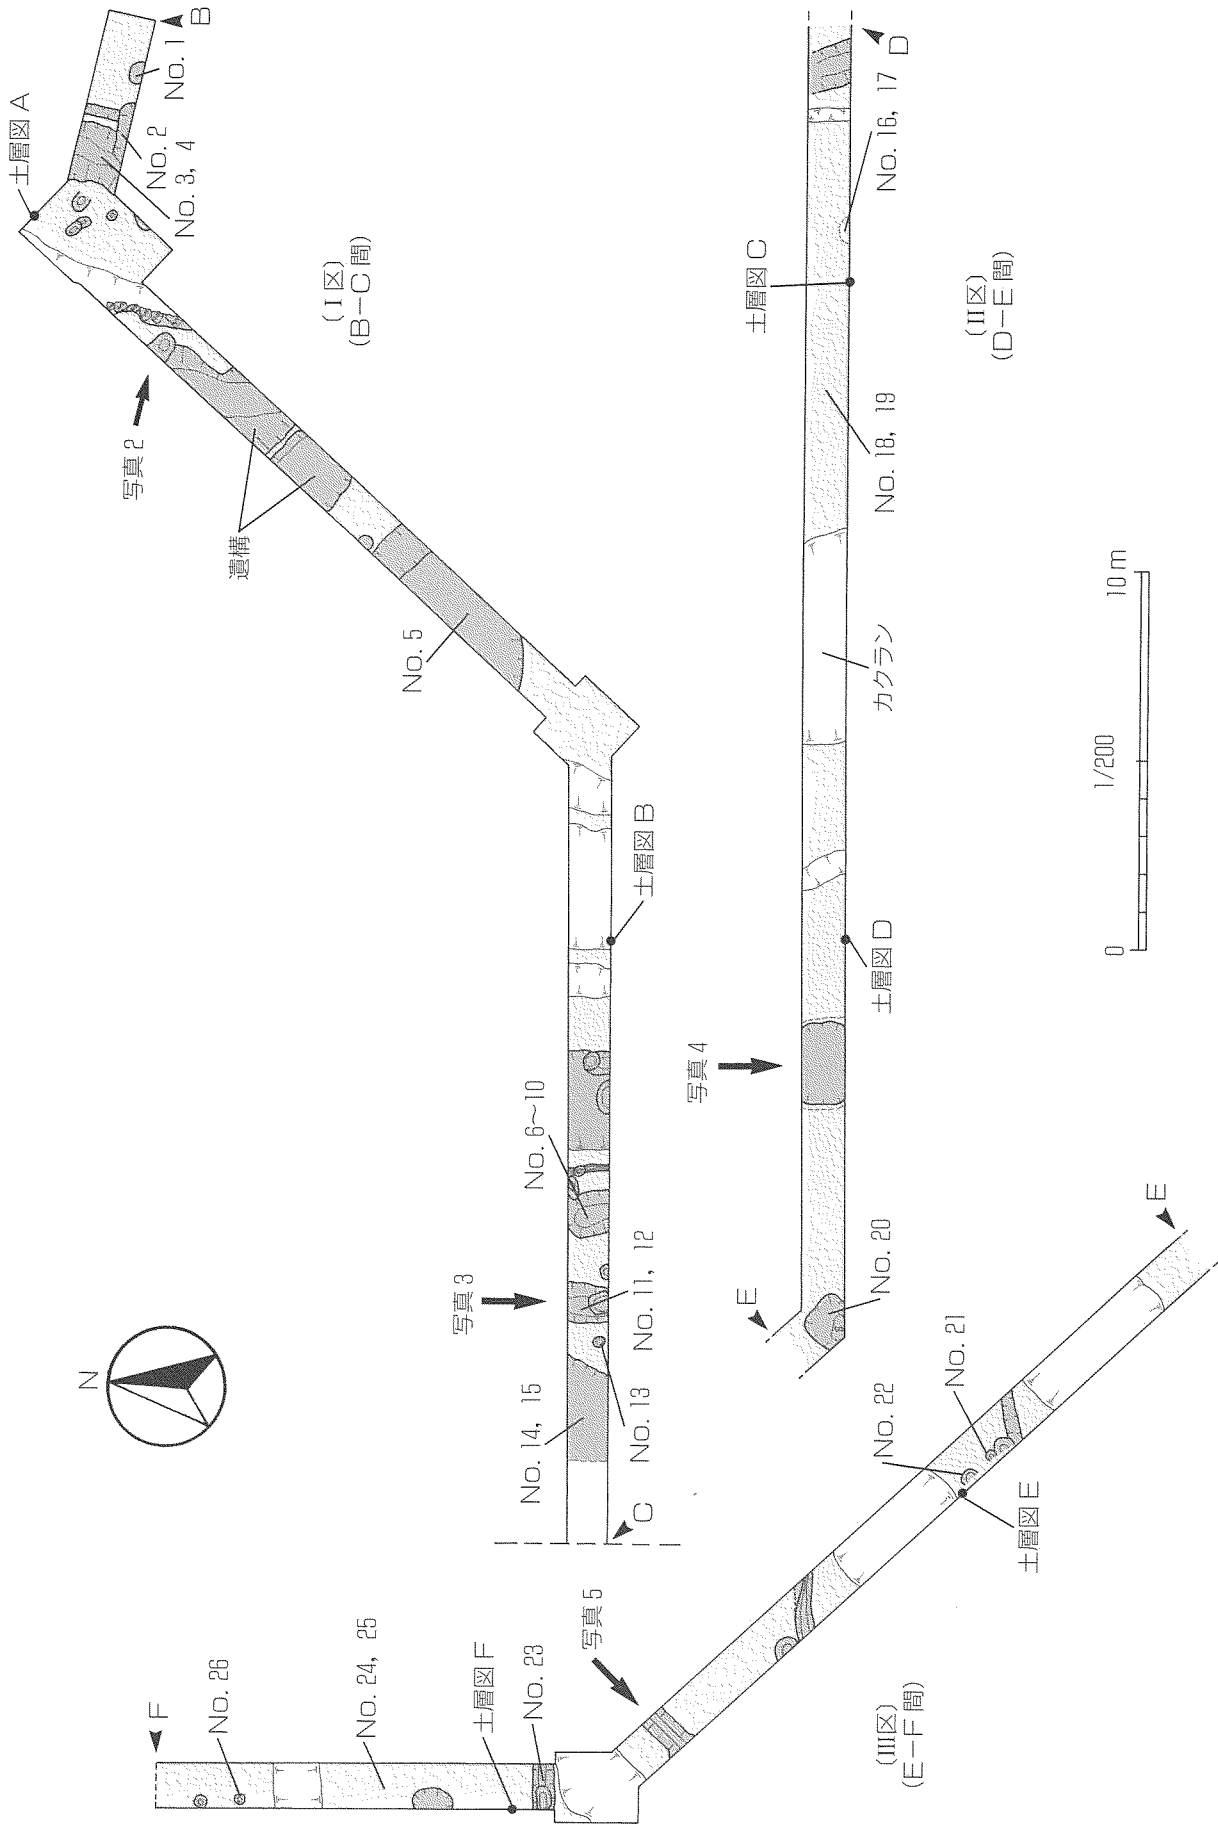 土層図 A
B
No. 1
No. 2
No. 3, 4
(I区)
(B－C間)
写真 2
遺構
No. 5
土層図 B
No. 6~10
写真 3
No. 11, 12
No. 13
No. 14, 15
C
N
D
No. 16, 17
土層図 C
(II区)
(D－E間)
No. 18, 19
カクラン
土層図 D
写真 4
No. 20
E
0
1/200
10 m
E
No. 21
No. 22
土層図 E
写真 5
(III区)
(E－F間)
No. 23
土層図 F
No. 24, 25
No. 26
F